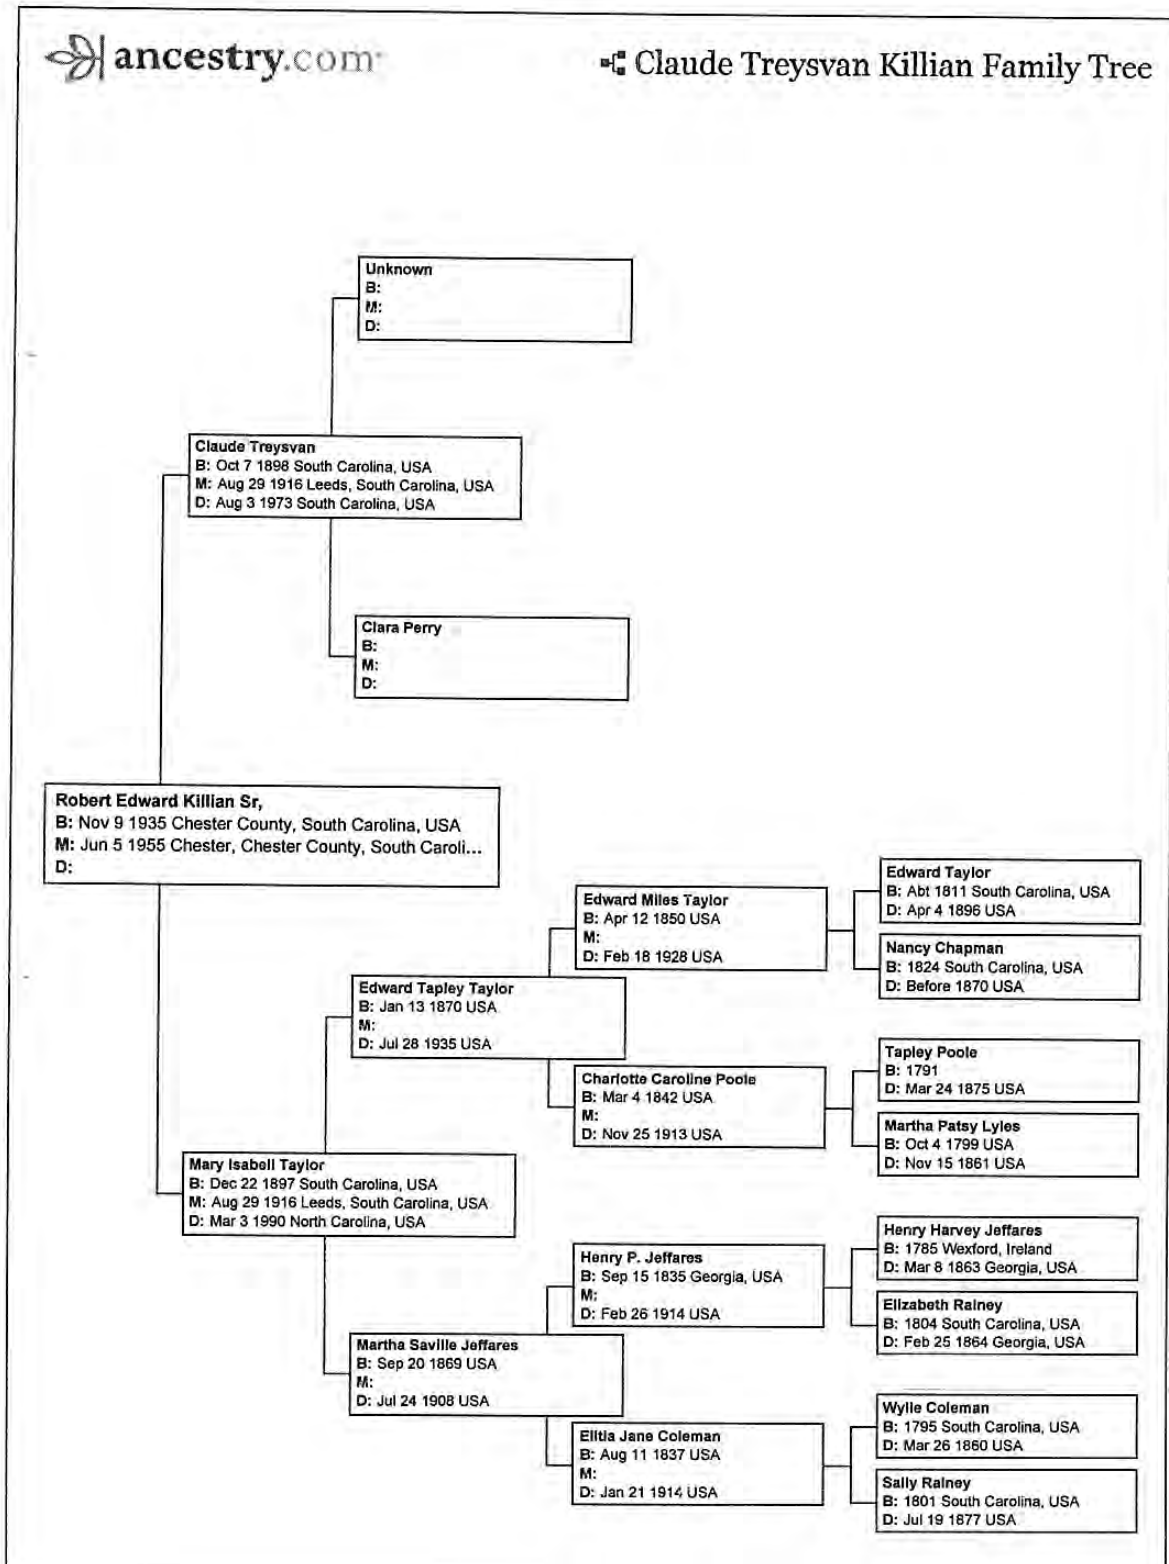 ancestry.com
Claude Treysvan Killian Family Tree
Unknown
B:
M:
D:
Claude Treysvan
B: Oct 7 1898 South Carolina, USA
M: Aug 29 1916 Leeds, South Carolina, USA
D: Aug 3 1973 South Carolina, USA
Clara Perry
B:
M:
D:
Robert Edward Killian Sr,
B: Nov 9 1935 Chester County, South Carolina, USA
M: Jun 5 1955 Chester, Chester County, South Caroli...
D:
Edward Miles Taylor
B: Apr 12 1850 USA
M:
D: Feb 18 1928 USA
Edward Taylor
B: Abt 1811 South Carolina, USA
D: Apr 4 1896 USA
Nancy Chapman
B: 1824 South Carolina, USA
D: Before 1870 USA
Edward Tapley Taylor
B: Jan 13 1870 USA
M:
D: Jul 28 1935 USA
Charlotte Caroline Poole
B: Mar 4 1842 USA
M:
D: Nov 25 1913 USA
Tapley Poole
B: 1791
D: Mar 24 1875 USA
Martha Patsy Lyles
B: Oct 4 1799 USA
D: Nov 15 1861 USA
Mary Isabell Taylor
B: Dec 22 1897 South Carolina, USA
M: Aug 29 1916 Leeds, South Carolina, USA
D: Mar 3 1990 North Carolina, USA
Henry P. Jeffares
B: Sep 15 1835 Georgia, USA
M:
D: Feb 26 1914 USA
Henry Harvey Jeffares
B: 1785 Wexford, Ireland
D: Mar 8 1863 Georgia, USA
Elizabeth Rainey
B: 1804 South Carolina, USA
D: Feb 25 1864 Georgia, USA
Martha Saville Jeffares
B: Sep 20 1869 USA
M:
D: Jul 24 1908 USA
Elitia Jane Coleman
B: Aug 11 1837 USA
M:
D: Jan 21 1914 USA
Wylie Coleman
B: 1795 South Carolina, USA
D: Mar 26 1860 USA
Sally Rainey
B: 1801 South Carolina, USA
D: Jul 19 1877 USA